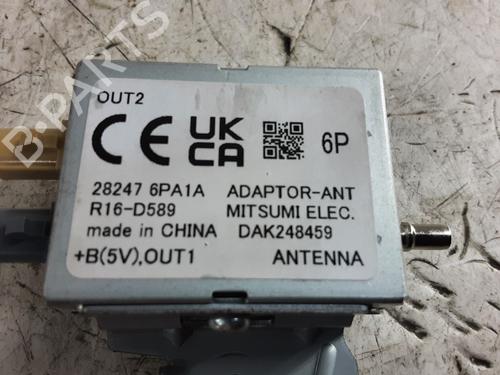 OUT2
CE UK
CA
6P
28247 6PA1A ADAPTOR-ANT
R16-D589 MITSUMI ELEC.
made in CHINA DAK248459
+B(5V),OUT1 ANTENNA
B-PARTS